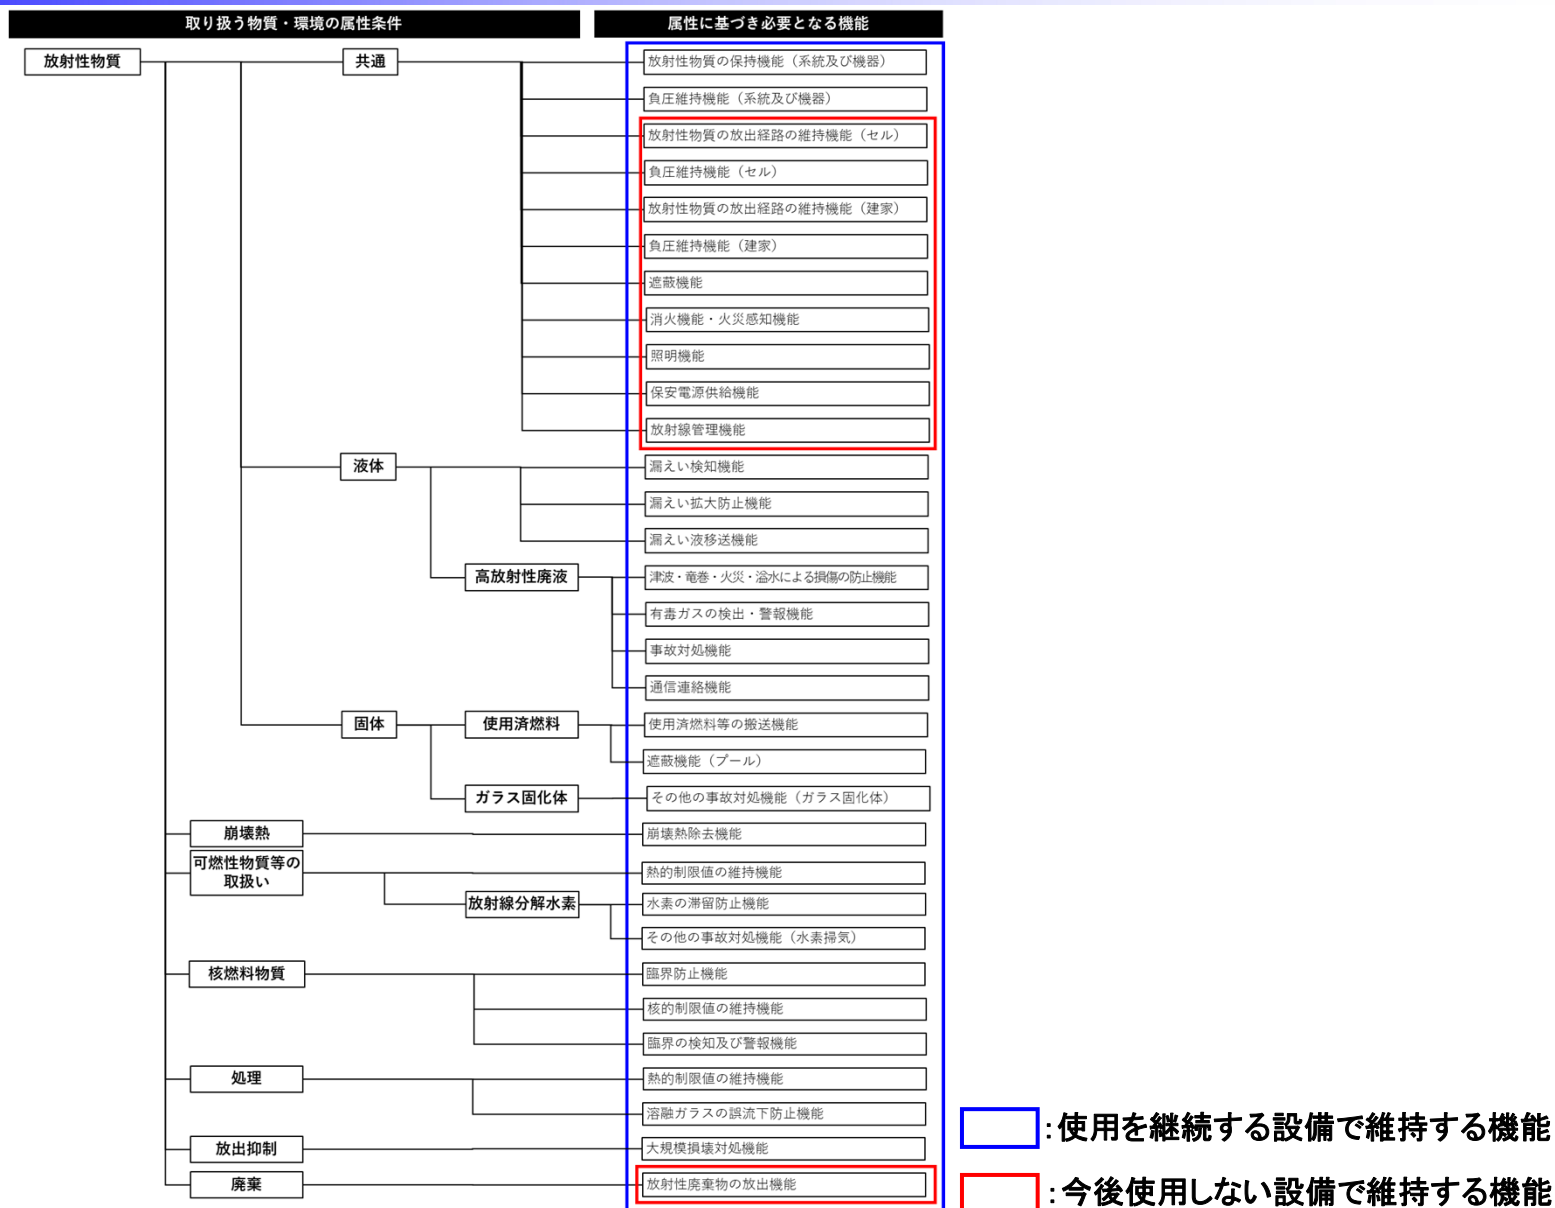 取り扱う物質・環境の属性条件
属性に基づき必要となる機能
放射性物質
共通
放射性物質の保持機能（系統及び機器）
負圧維持機能（系統及び機器）
放射性物質の放出経路の維持機能（セル）
負圧維持機能（セル）
放射性物質の放出経路の維持機能（建家）
負圧維持機能（建家）
遮蔽機能
消火機能・火災感知機能
照明機能
保安電源供給機能
放射線管理機能
液体
漏えい検知機能
漏えい拡大防止機能
漏えい液移送機能
高放射性廃液
津波・竜巻・火災・溢水による損傷の防止機能
有毒ガスの検出・警報機能
事故対処機能
通信連絡機能
固体
使用済燃料
使用済燃料等の搬送機能
遮蔽機能（プール）
ガラス固化体
その他の事故対処機能（ガラス固化体）
崩壊熱
崩壊熱除去機能
可燃性物質等の
取扱い
熱的制限値の維持機能
放射線分解水素
水素の滞留防止機能
その他の事故対処機能（水素掃気）
核燃料物質
臨界防止機能
核的制限値の維持機能
臨界の検知及び警報機能
処理
熱的制限値の維持機能
溶融ガラスの誤流下防止機能
放出抑制
大規模損壊対処機能
廃棄
放射性廃棄物の放出機能
：使用を継続する設備で維持する機能
：今後使用しない設備で維持する機能